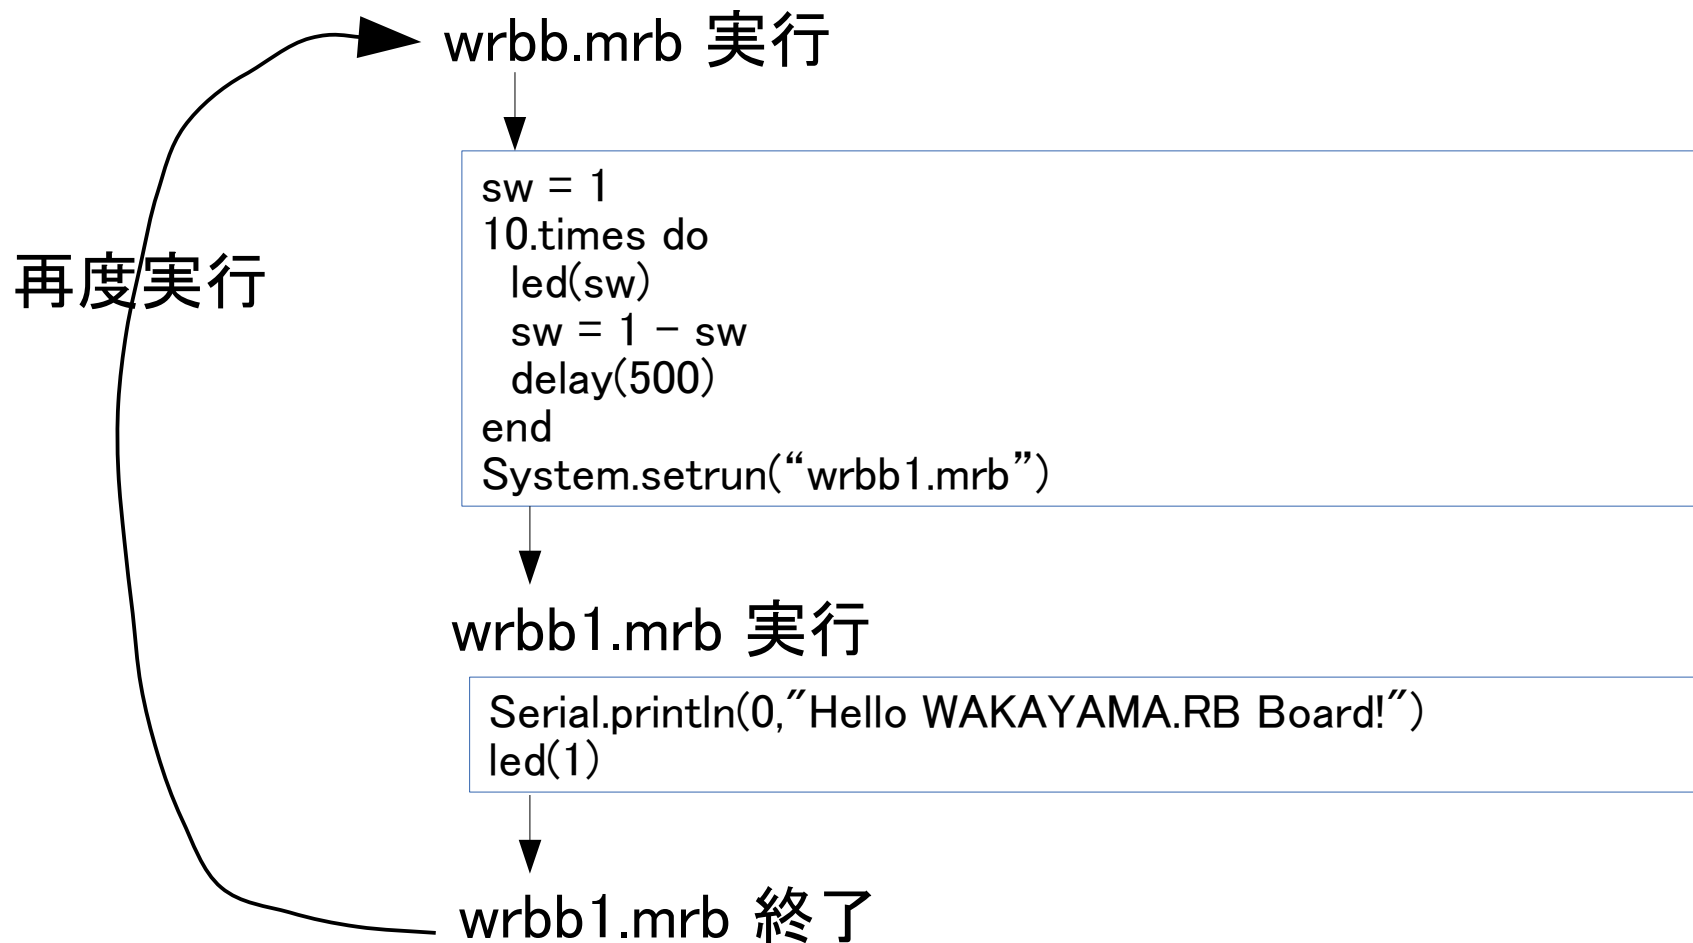 wrbb.mrb 実行
sw = 1
10.times do
led(sw)
sw = 1 − sw
delay(500)
end
System.setrun(“wrbb1.mrb”)
再度実行
wrbb1.mrb 実行
Serial.println(0,"Hello WAKAYAMA.RB Board!")
led(1)
wrbb1.mrb 終了